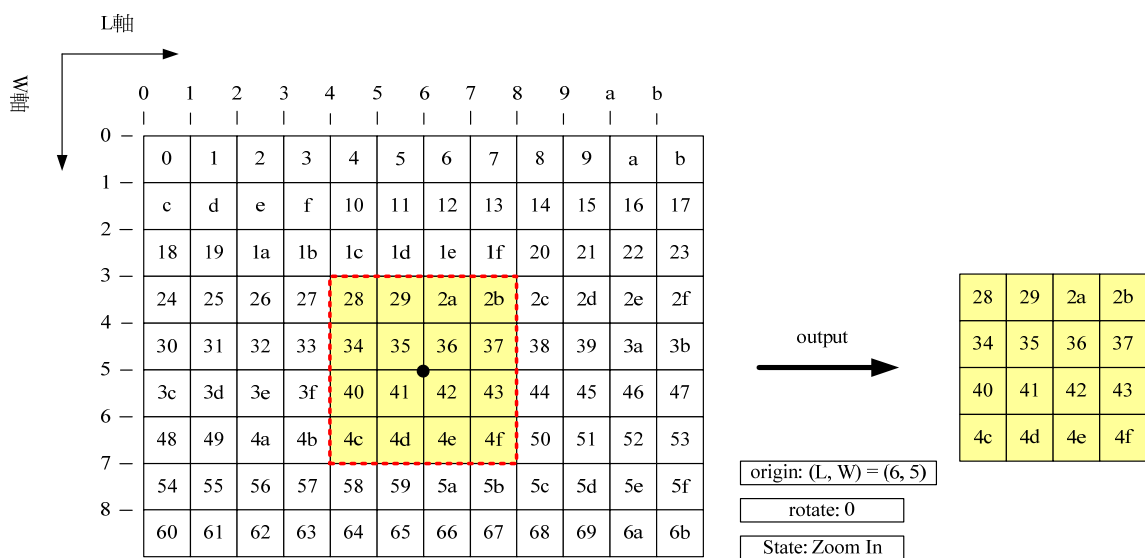 L軸
W軸
0 1 2 3 4 5 6 7 8 9 a b
0 0 1 2 3 4 5 6 7 8 9 a b
1 c d e f 10 11 12 13 14 15 16 17
2 18 19 1a 1b 1c 1d 1e 1f 20 21 22 23
3 24 25 26 27 28 29 2a 2b 2c 2d 2e 2f
4 30 31 32 33 34 35 36 37 38 39 3a 3b
5 3c 3d 3e 3f 40 41 42 43 44 45 46 47
6 48 49 4a 4b 4c 4d 4e 4f 50 51 52 53
7 54 55 56 57 58 59 5a 5b 5c 5d 5e 5f
8 60 61 62 63 64 65 66 67 68 69 6a 6b
output
28 29 2a 2b
34 35 36 37
40 41 42 43
4c 4d 4e 4f
origin: (L, W) = (6, 5)
rotate: 0
State: Zoom In